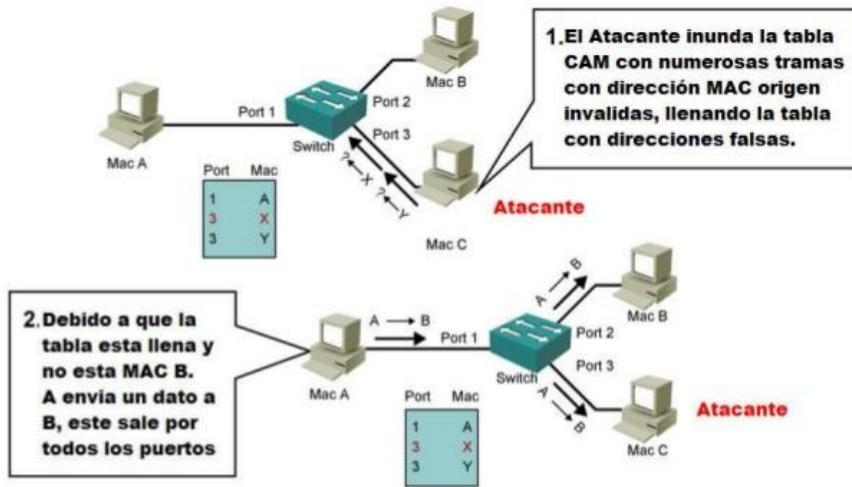 1. El Atacante inunda la tabla
CAM con numerosas tramas
con dirección MAC origen
invalidas, llenando la tabla
con direcciones falsas.
Mac B
Port 1
Port 2
Port 3
Switch
Mac A
?←X
?←Y
Port Mac
1 A
3 X
3 Y
Atacante
Mac C
2. Debido a que la
tabla esta llena y
no esta MAC B.
A envia un dato a
B, este sale por
todos los puertos
A → B
A → B
Mac B
Port 1
Port 2
Port 3
Switch
Mac A
A → B
Port Mac
1 A
3 X
3 Y
Atacante
Mac C